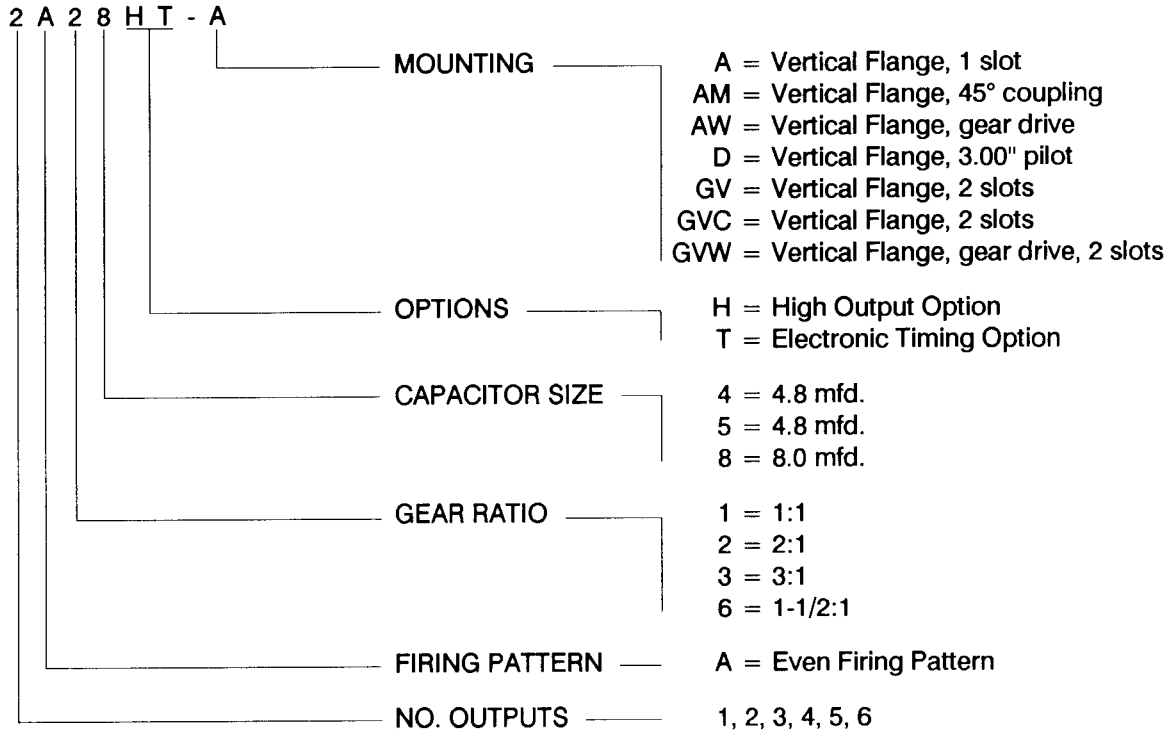 2 A 2 8 H T - A
MOUNTING
A = Vertical Flange, 1 slot
AM = Vertical Flange, 45° coupling
AW = Vertical Flange, gear drive
D = Vertical Flange, 3.00" pilot
GV = Vertical Flange, 2 slots
GVC = Vertical Flange, 2 slots
GVW = Vertical Flange, gear drive, 2 slots
OPTIONS
H = High Output Option
T = Electronic Timing Option
CAPACITOR SIZE
4 = 4.8 mfd.
5 = 4.8 mfd.
8 = 8.0 mfd.
GEAR RATIO
1 = 1:1
2 = 2:1
3 = 3:1
6 = 1-1/2:1
FIRING PATTERN
A = Even Firing Pattern
NO. OUTPUTS
1, 2, 3, 4, 5, 6